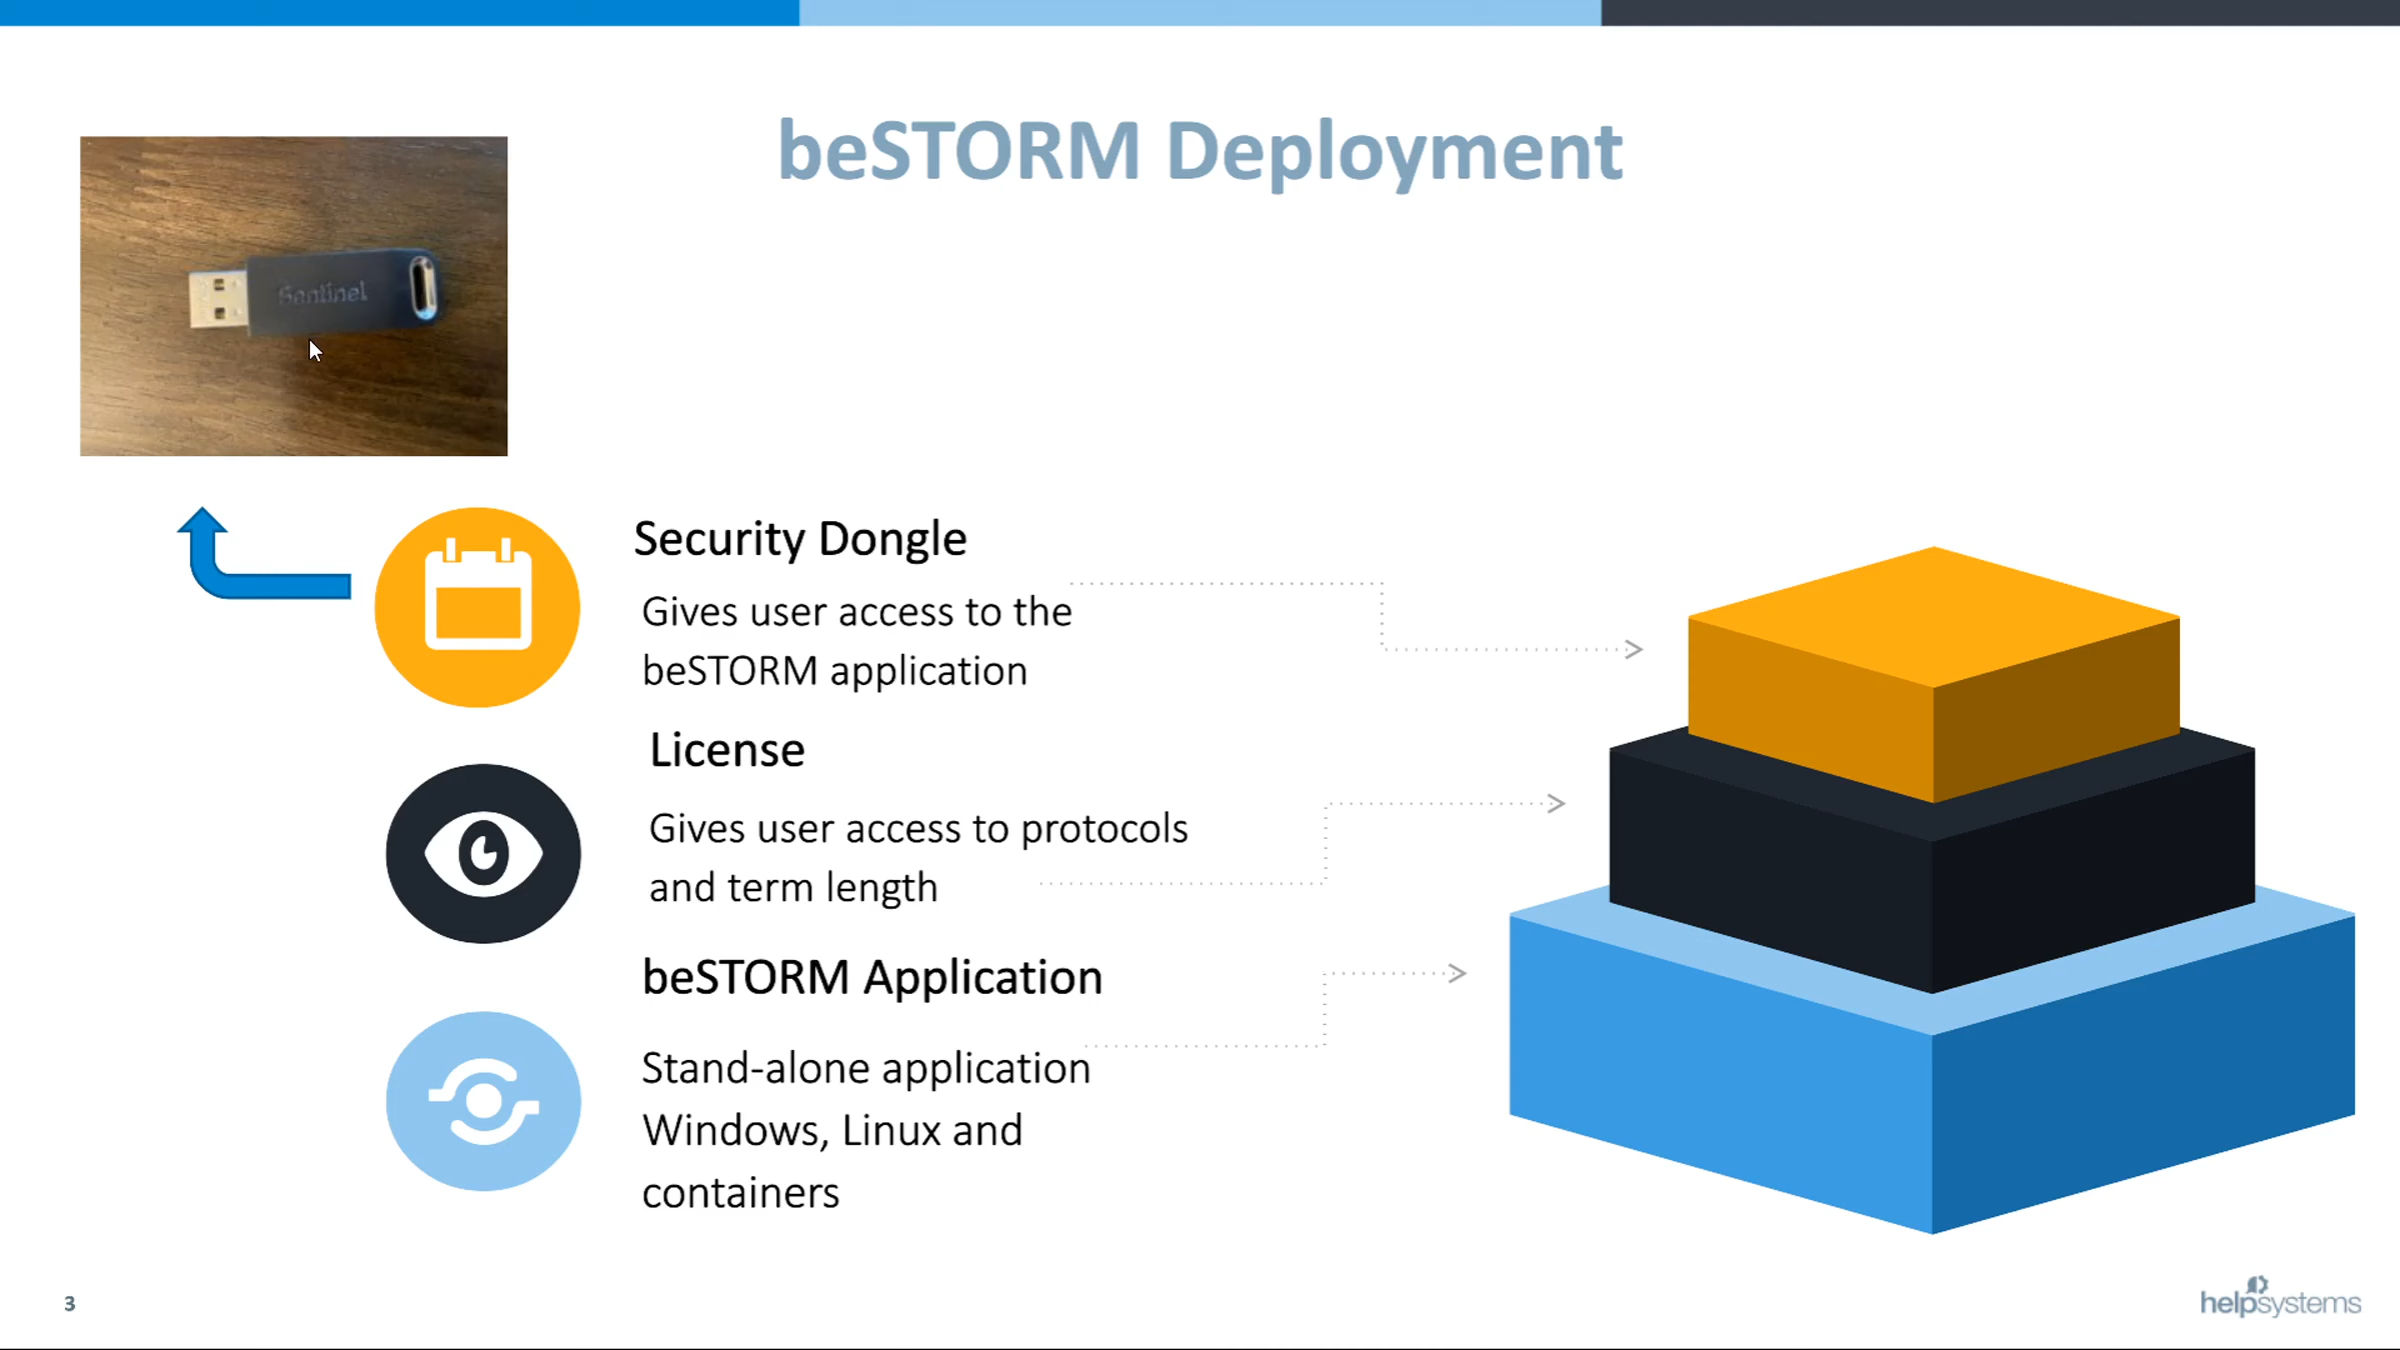 beSTORM Deployment
Sentinel
Security Dongle
Gives user access to the
beSTORM application
License
Gives user access to protocols
and term length
beSTORM Application
Stand-alone application
Windows, Linux and
containers
3
helpsystems